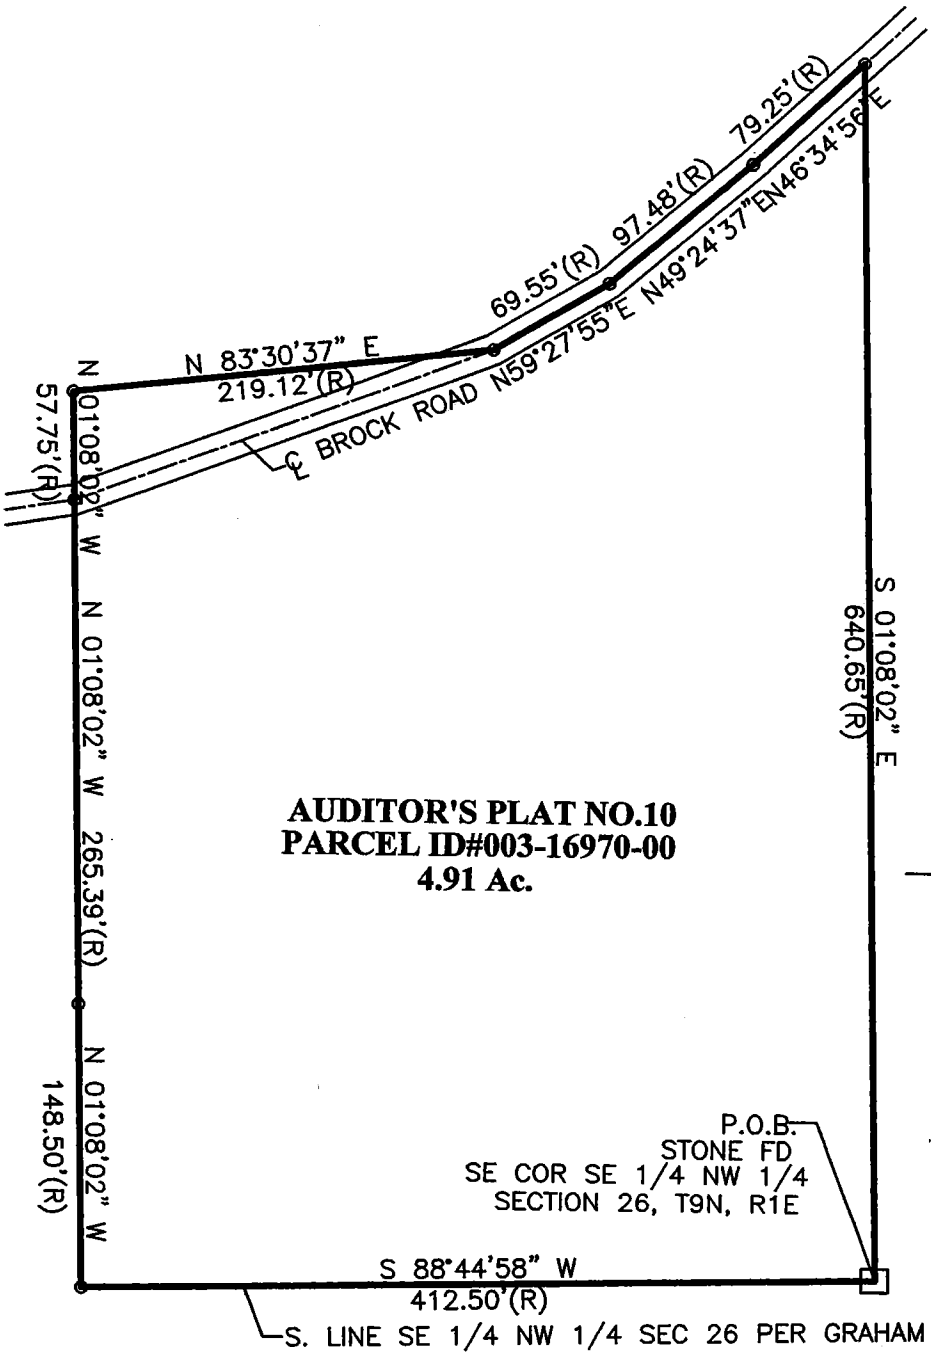 79.25'(R)
N46°34'56"E
97.48'(R)
N49°24'37"E
69.55'(R)
N59°27'55"E
N 83°30'37" E
219.12'(R)
℄ BROCK ROAD
N 01°08'02" W
57.75'(R)
N 01°08'02" W 265.39'(R)
S 01°08'02" E
640.65'(R)
AUDITOR'S PLAT NO.10
PARCEL ID#003-16970-00
4.91 Ac.
N 01°08'02" W
148.50'(R)
P.O.B.
STONE FD
SE COR SE 1/4 NW 1/4
SECTION 26, T9N, R1E
S 88°44'58" W
412.50'(R)
S. LINE SE 1/4 NW 1/4 SEC 26 PER GRAHAM